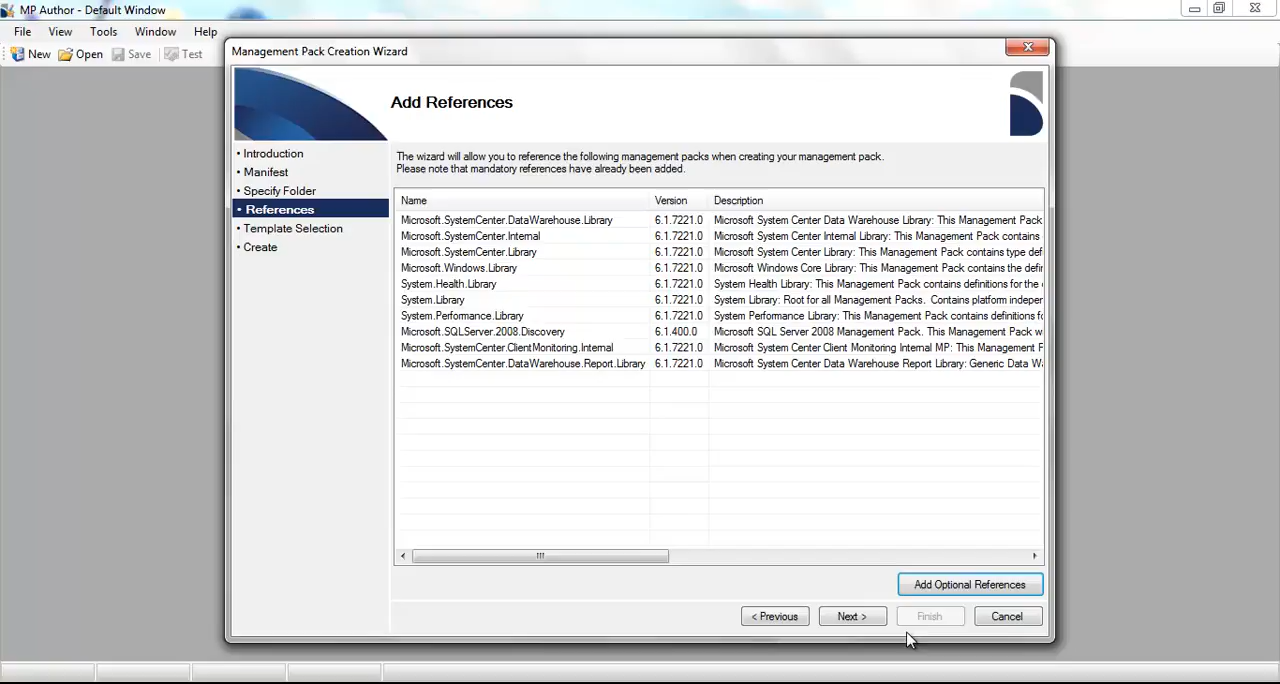 MP Author - Default Window
File View Tools Window Help
New Open Save Test
Management Pack Creation Wizard
Add References
• Introduction
• Manifest
• Specify Folder
• References
• Template Selection
• Create
The wizard will allow you to reference the following management packs when creating your management pack.
Please note that mandatory references have already been added.
Name Version Description
Microsoft.SystemCenter.DataWarehouse.Library 6.1.7221.0 Microsoft System Center Data Warehouse Library: This Management Pack
Microsoft.SystemCenter.Internal 6.1.7221.0 Microsoft System Center Internal Library: This Management Pack contains
Microsoft.SystemCenter.Library 6.1.7221.0 Microsoft System Center Library: This Management Pack contains type def
Microsoft.Windows.Library 6.1.7221.0 Microsoft Windows Core Library: This Management Pack contains the defin
System.Health.Library 6.1.7221.0 System Health Library: This Management Pack contains definitions for the
System.Library 6.1.7221.0 System Library: Root for all Management Packs. Contains platform indepen
System.Performance.Library 6.1.7221.0 System Performance Library: This Management Pack contains definitions fo
Microsoft.SQLServer.2008.Discovery 6.1.400.0 Microsoft SQL Server 2008 Management Pack. This Management Pack w
Microsoft.SystemCenter.ClientMonitoring.Internal 6.1.7221.0 Microsoft System Center Client Monitoring Internal MP: This Management P
Microsoft.SystemCenter.DataWarehouse.Report.Library 6.1.7221.0 Microsoft System Center Data Warehouse Report Library: Generic Data Wa
Add Optional References
< Previous Next > Finish Cancel